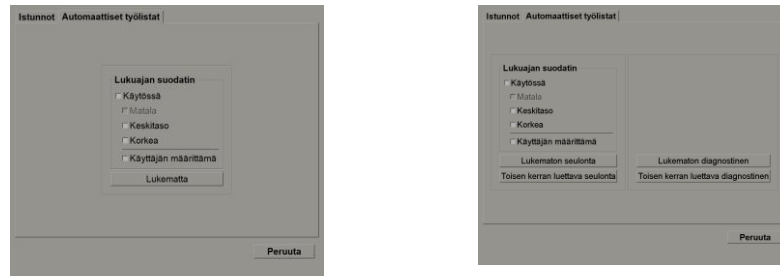 Istunnot Automaattiset työlistat
Lukuajan suodatin
Käytössä
Matala
Keskitaso
Korkea
Käyttäjän määrittämä
Lukematta
Peruuta
Istunnot Automaattiset työlistat
Lukuajan suodatin
Käytössä
Matala
Keskitaso
Korkea
Käyttäjän määrittämä
Lukematon seulonta Lukematon diagnostinen
Toisen kerran luettava seulonta Toisen kerran luettava diagnostinen
Peruuta